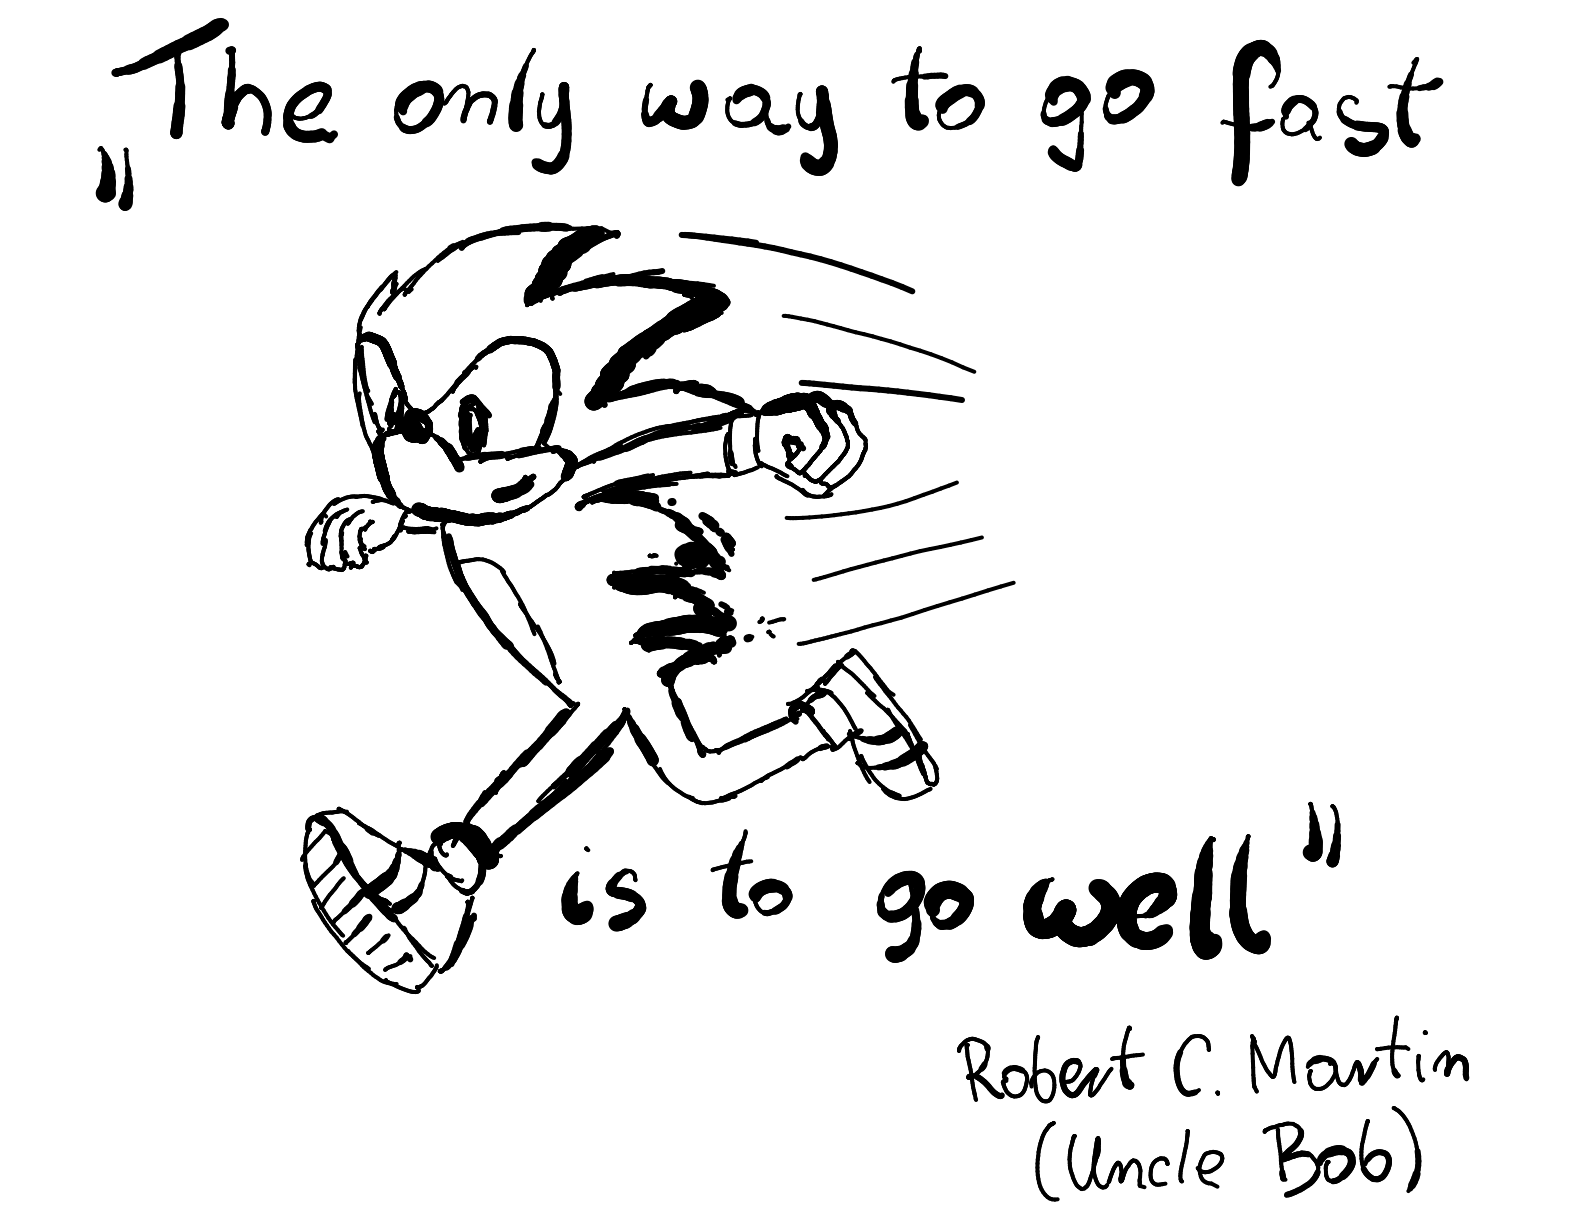 „The only way to go fast
is to go well"
Robert C. Martin
(Uncle Bob)